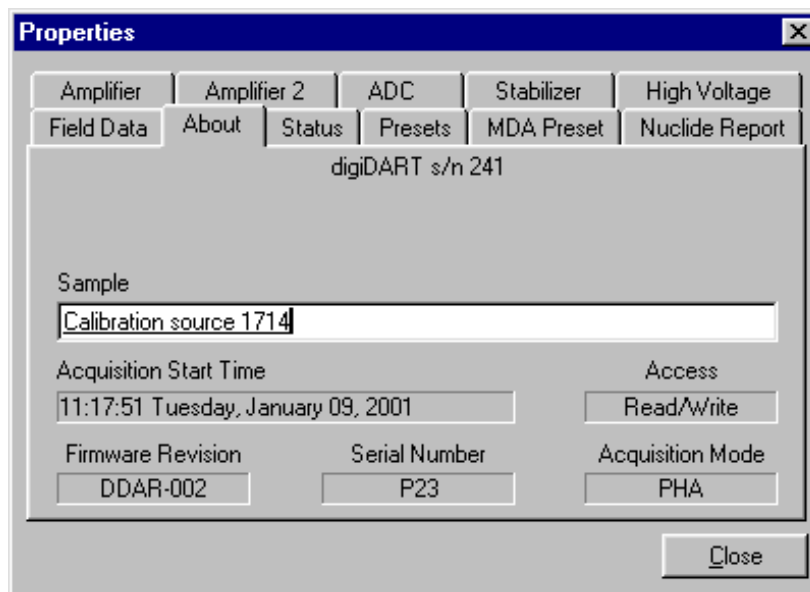 Properties
Amplifier Amplifier 2 ADC Stabilizer High Voltage
Field Data About Status Presets MDA Preset Nuclide Report
digiDART s/n 241
Sample
Calibration source 1714
Acquisition Start Time Access
11:17:51 Tuesday, January 09, 2001 Read/Write
Firmware Revision Serial Number Acquisition Mode
DDAR-002 P23 PHA
Close